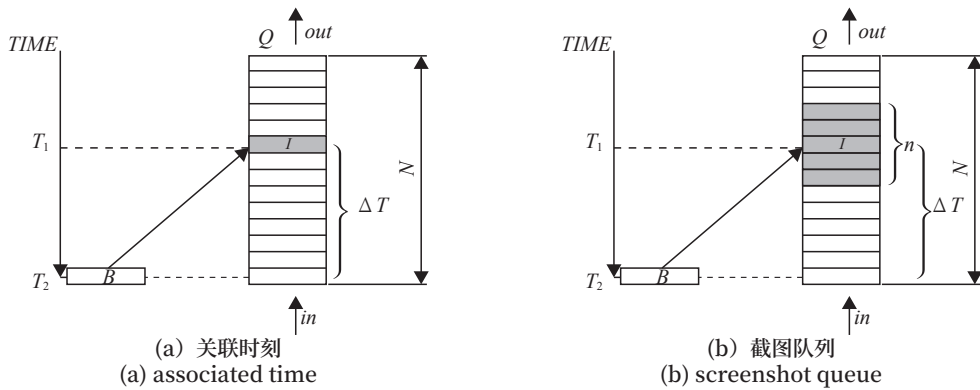 Q out
TIME
T1
I
N
ΔT
T2
B
in
(a) 关联时刻
(a) associated time
Q out
TIME
T1
I
n
N
ΔT
T2
B
in
(b) 截图队列
(b) screenshot queue